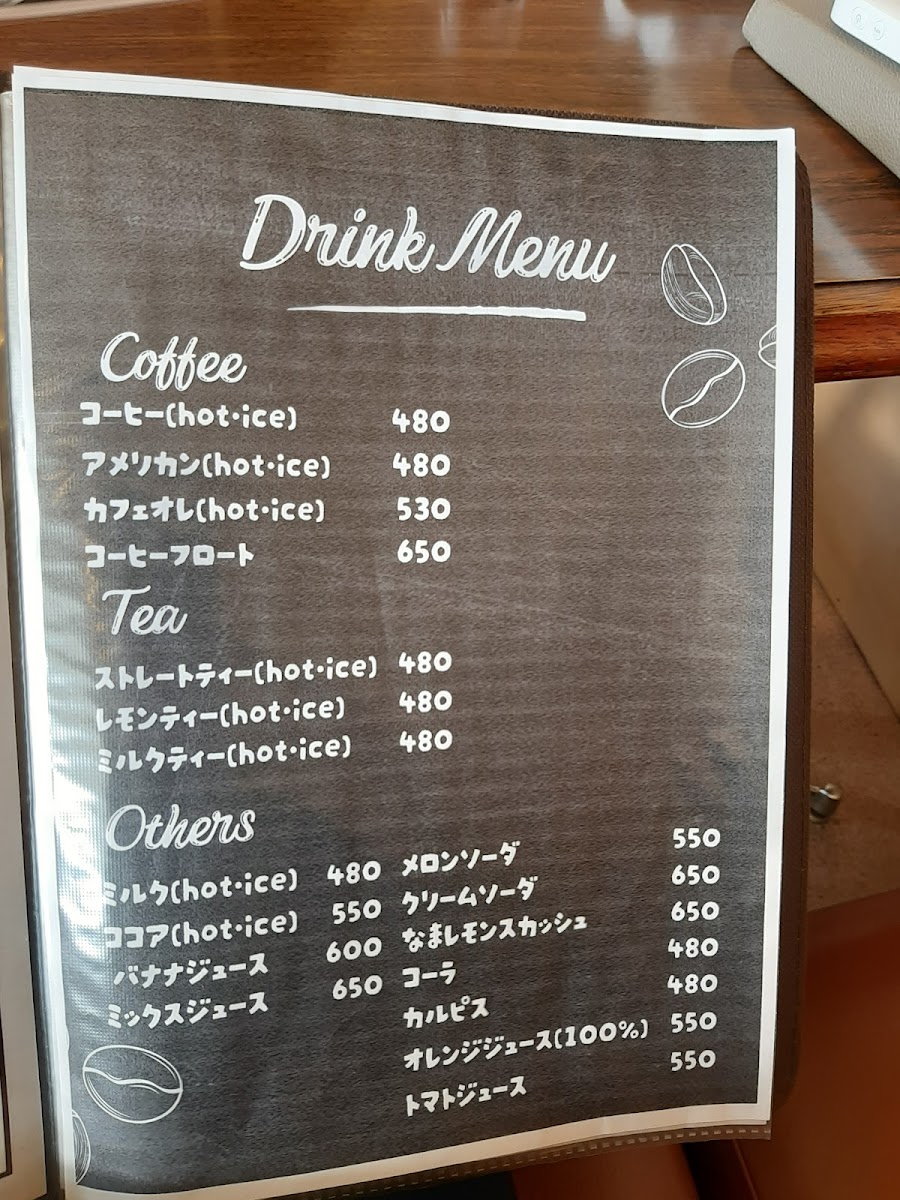 Drink Menu
Coffee
コーヒー(hot・ice) 480
アメリカン(hot・ice) 480
カフェオレ(hot・ice) 530
コーヒーフロート 650
Tea
ストレートティー(hot・ice) 480
レモンティー(hot・ice) 480
ミルクティー(hot・ice) 480
Others
ミルク(hot・ice) 480
ココア(hot・ice) 550
バナナジュース 600
ミックスジュース 650
メロンソーダ 550
クリームソーダ 650
なまレモンスカッシュ 650
コーラ 480
カルピス 480
オレンジジュース(100%) 550
トマトジュース 550